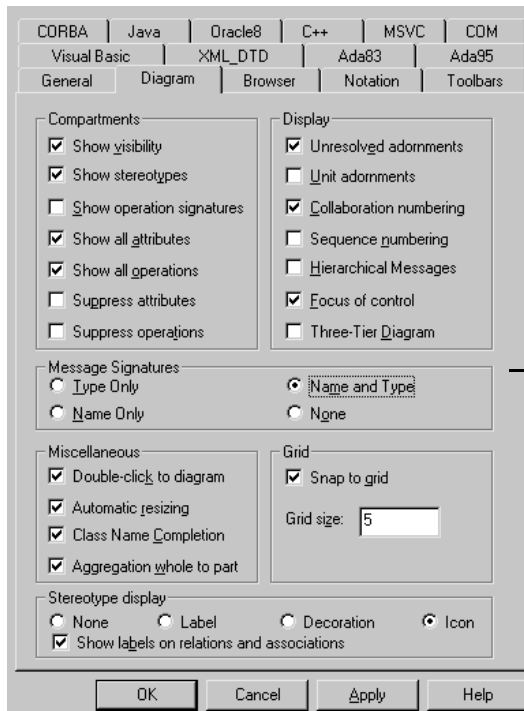 CORBA Java Oracle8 C++ MSVC COM
Visual Basic XML_DTD Ada83 Ada95
General Diagram Browser Notation Toolbars
Compartments
Show visibility
Show stereotypes
Show operation signatures
Show all attributes
Show all operations
Suppress attributes
Suppress operations
Display
Unresolved adornments
Unit adornments
Collaboration numbering
Sequence numbering
Hierarchical Messages
Focus of control
Three-Tier Diagram
Message Signatures
Type Only Name and Type
Name Only None
Miscellaneous
Double-click to diagram
Automatic resizing
Class Name Completion
Aggregation whole to part
Grid
Snap to grid
Grid size: 5
Stereotype display
None Label Decoration Icon
Show labels on relations and associations
OK Cancel Apply Help